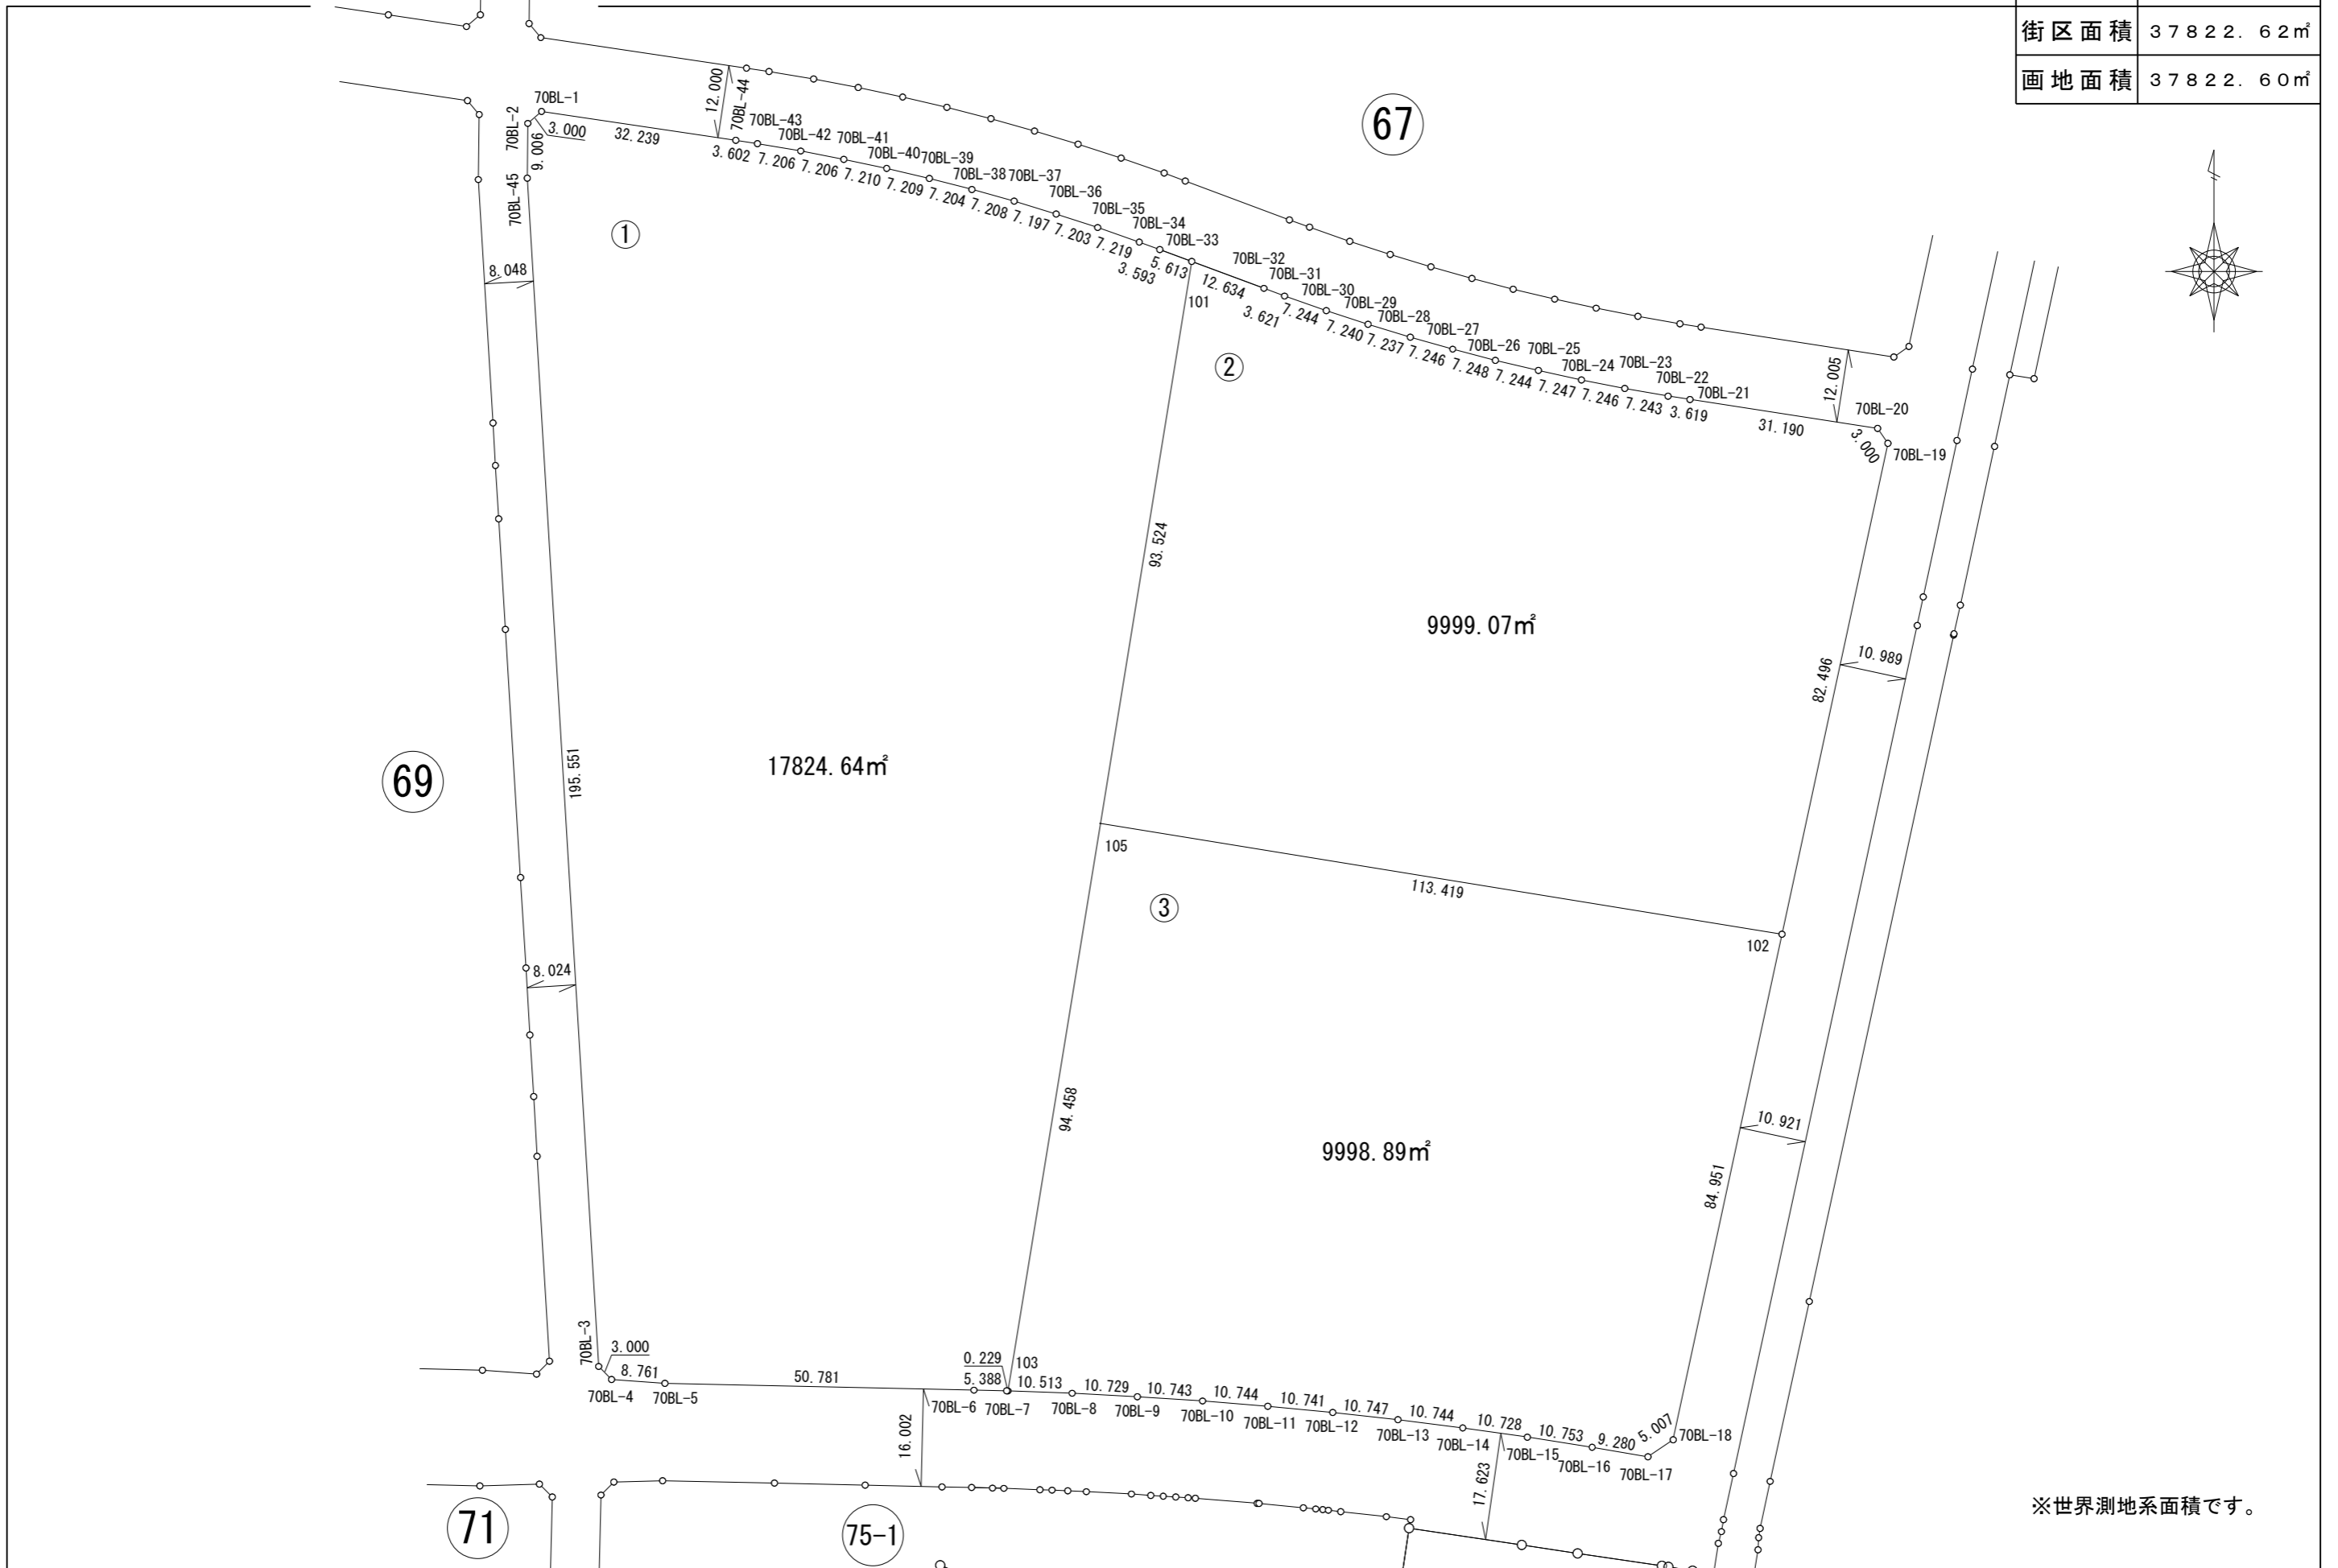 街区面積 ３７８２２．６２㎡
画地面積 ３７８２２．６０㎡
67
70BL-1
70BL-2
3.000
9.006
70BL-45
32.239
12.000
70BL-44
70BL-43
70BL-42
70BL-41
70BL-40
70BL-39
70BL-38
70BL-37
70BL-36
70BL-35
70BL-34
70BL-33
3.602
7.206
7.206
7.210
7.209
7.204
7.208
7.197
7.203
7.219
3.593
5.613
①
8.048
101
12.634
3.621
7.244
7.240
7.237
7.246
7.248
7.244
7.247
7.246
7.243
3.619
70BL-32
70BL-31
70BL-30
70BL-29
70BL-28
70BL-27
70BL-26
70BL-25
70BL-24
70BL-23
70BL-22
70BL-21
31.190
12.005
70BL-20
3.000
70BL-19
②
93.524
9999.07㎡
82.496
10.989
69
195.551
17824.64㎡
105
113.419
③
102
8.024
94.458
9998.89㎡
10.921
84.951
70BL-3
3.000
8.761
70BL-4
70BL-5
50.781
0.229
5.388
103
10.513
10.729
10.743
10.744
10.741
10.747
10.744
10.728
10.753
9.280
5.007
70BL-6
70BL-7
70BL-8
70BL-9
70BL-10
70BL-11
70BL-12
70BL-13
70BL-14
70BL-15
70BL-16
70BL-17
70BL-18
16.002
17.623
71
75-1
※世界測地系面積です。